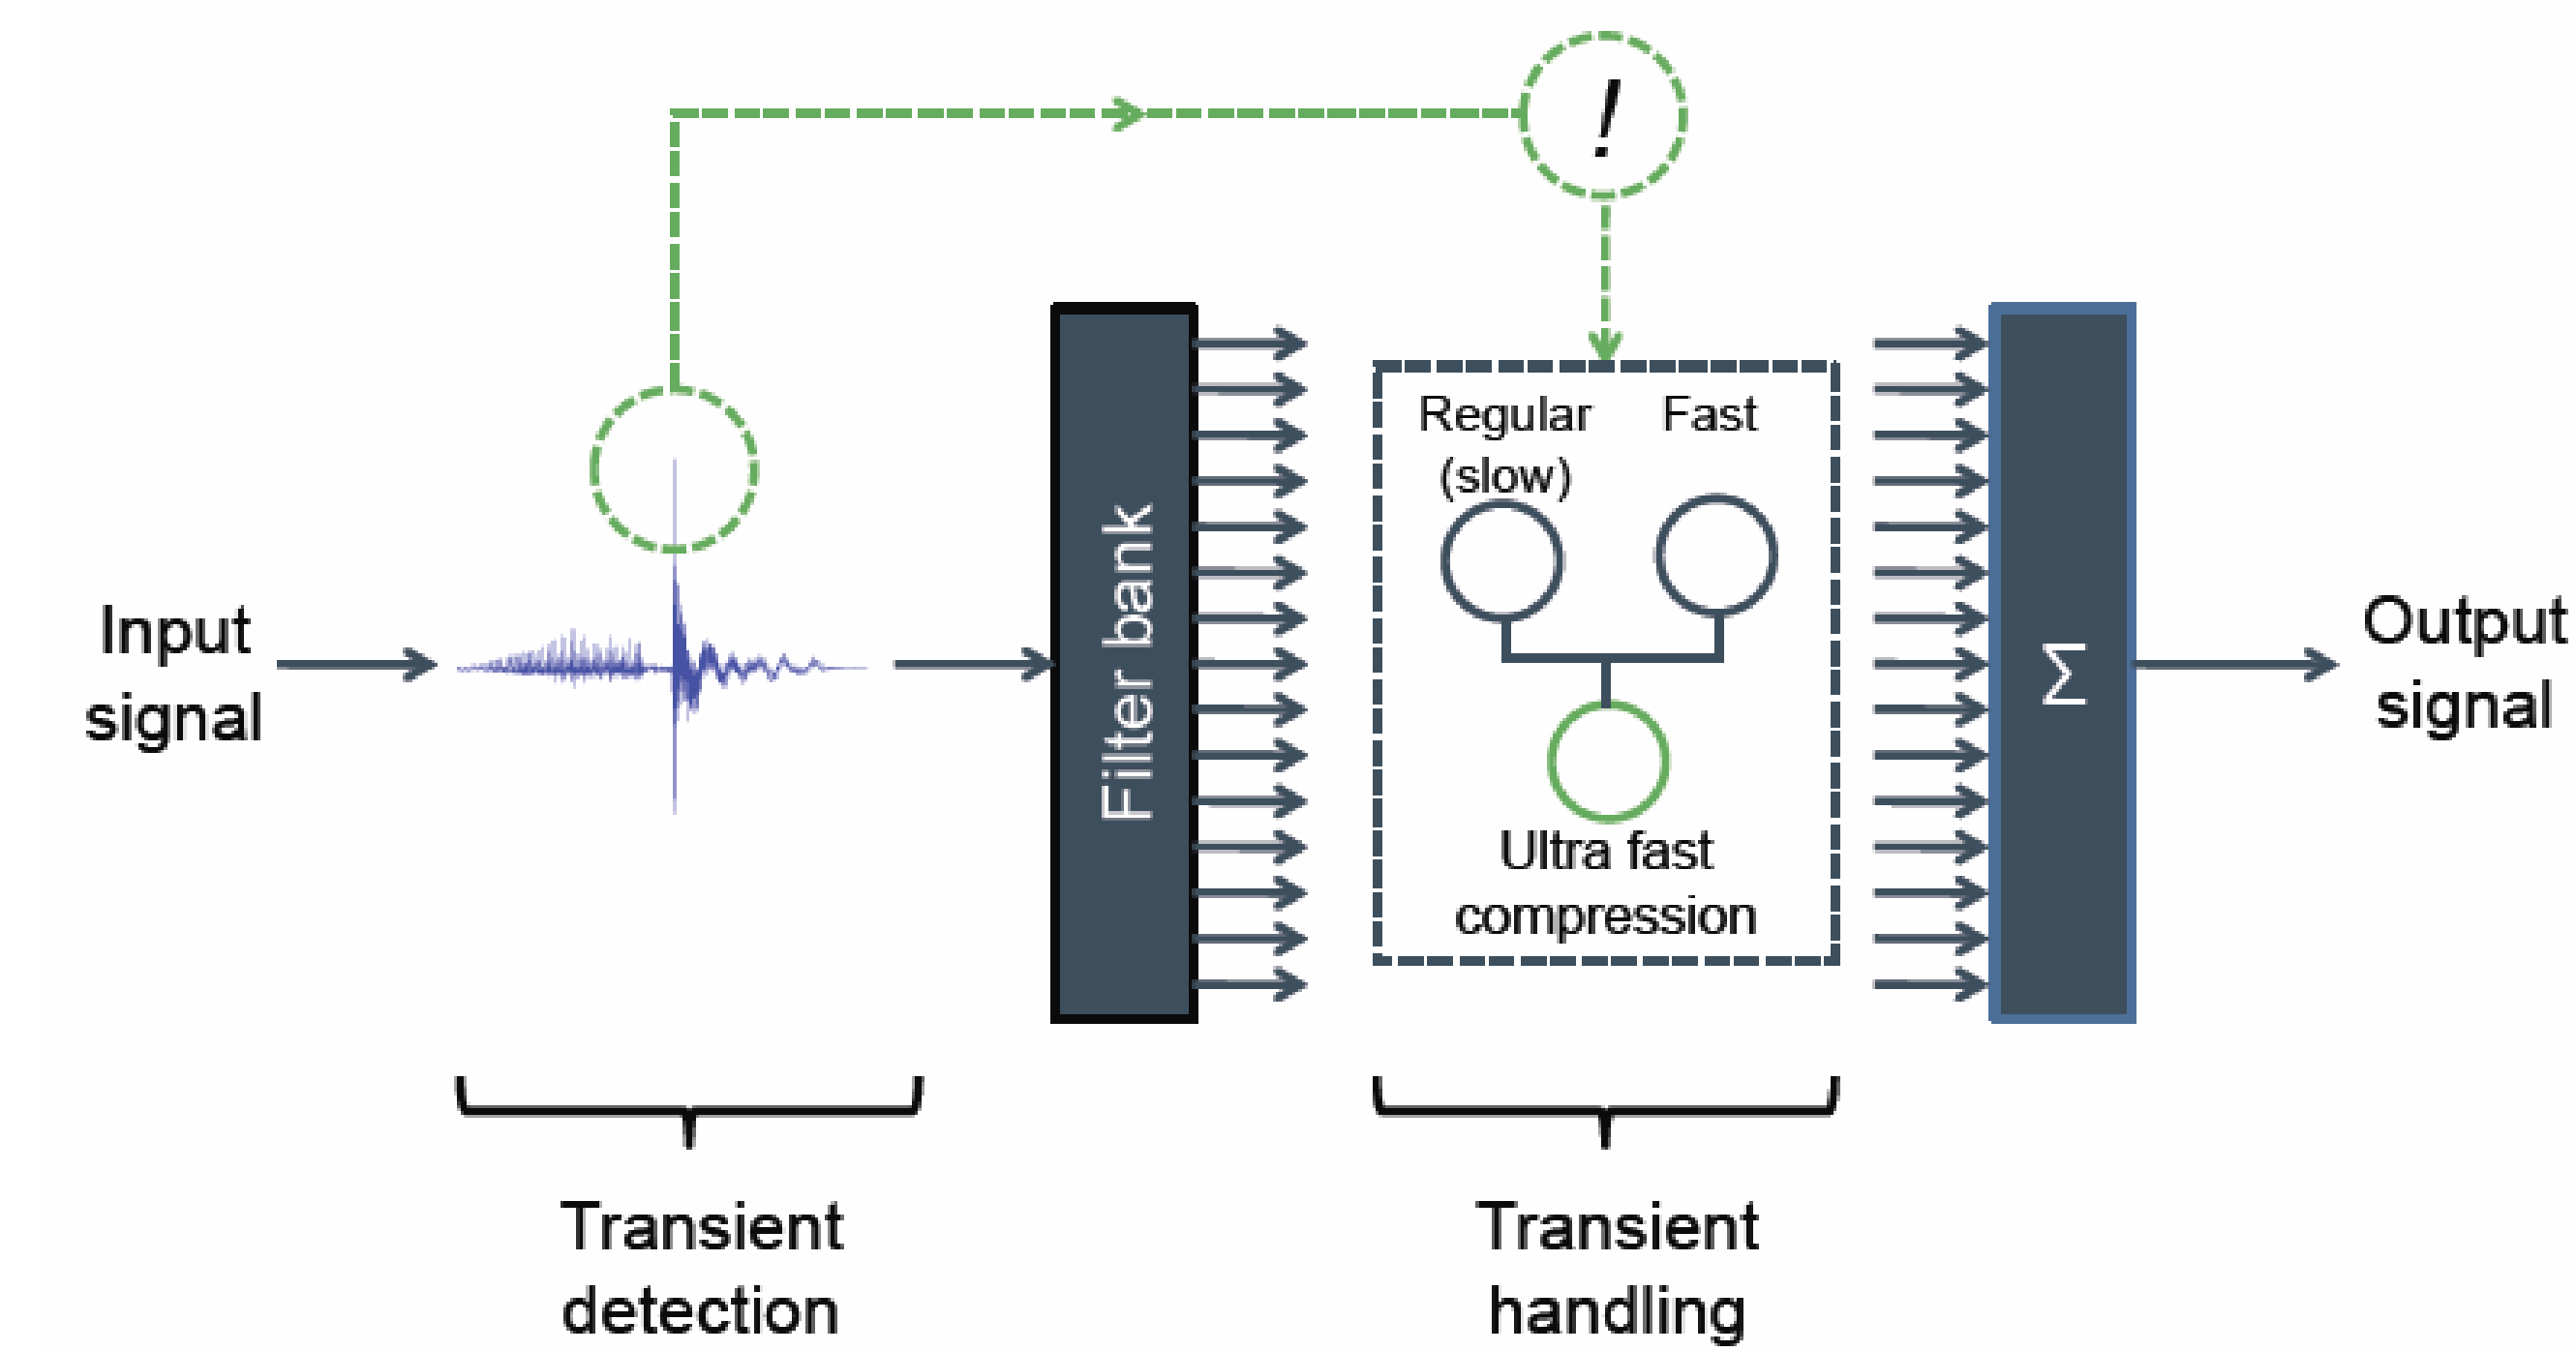 !
Regular
(slow)
Fast
Input
signal
Filter bank
Ultra fast
compression
Σ
Output
signal
Transient
detection
Transient
handling